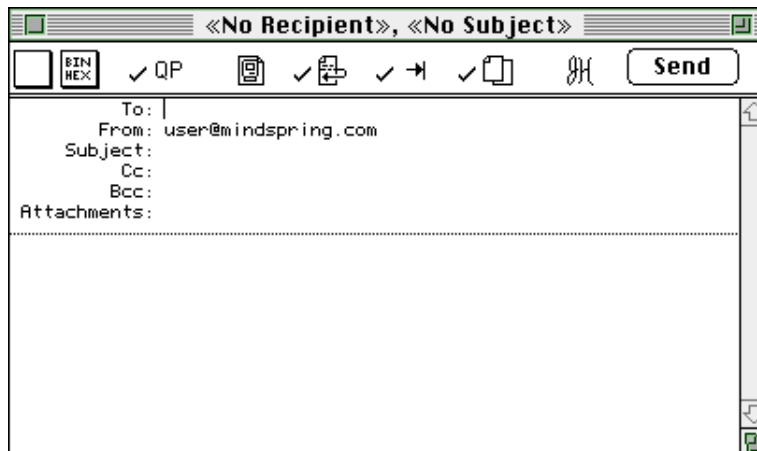 «No Recipient», «No Subject»
BIN HEX QP Send
To:
From: user@mindspring.com
Subject:
Cc:
Bcc:
Attachments: